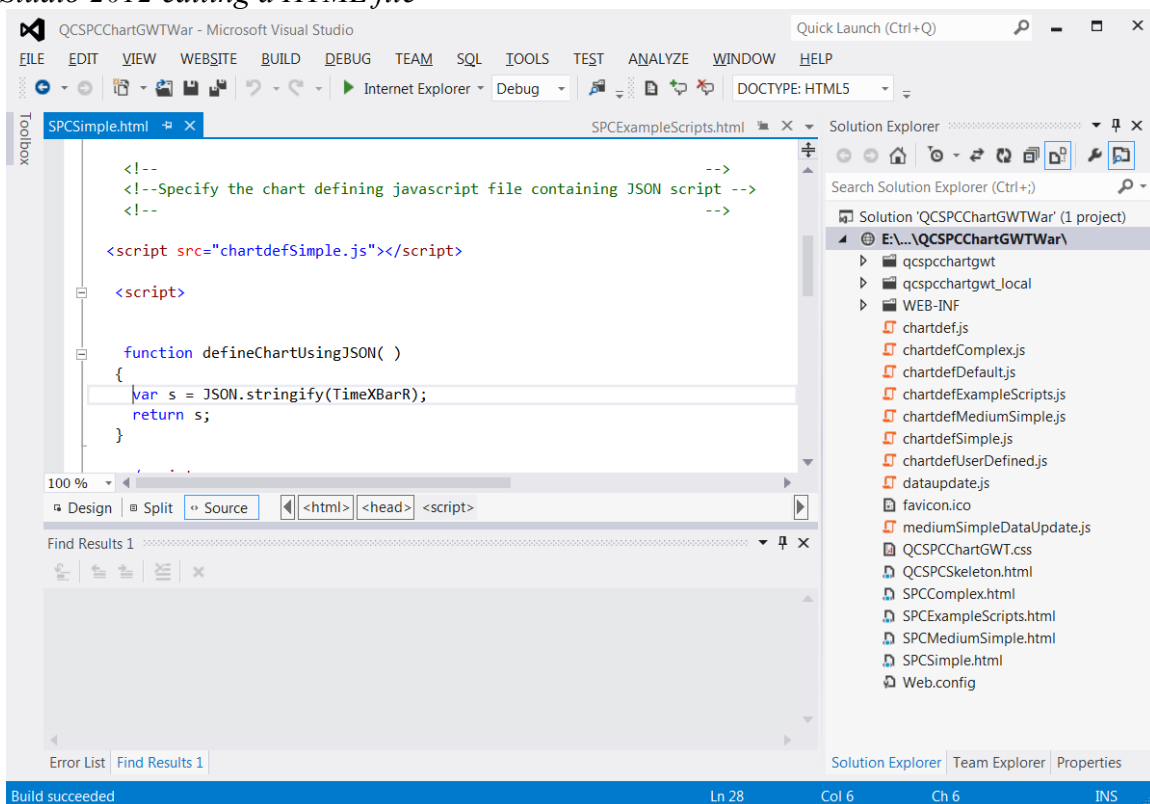 Studio 2012 calling a HTML file
QCSPCChartGWTWar - Microsoft Visual Studio
Quick Launch (Ctrl+Q)
FILE EDIT VIEW WEBSITE BUILD DEBUG TEAM SQL TOOLS TEST ANALYZE WINDOW HELP
Internet Explorer Debug DOCTYPE: HTML5
Toolbox
SPCSimple.html
SPCExampleScripts.html
<!-- -->
<!--Specify the chart defining javascript file containing JSON script -->
<!-- -->
<script src="chartdefSimple.js"></script>
<script>
function defineChartUsingJSON( )
{
var s = JSON.stringify(TimeXBarR);
return s;
}
100 %
Design Split Source <html> <head> <script>
Find Results 1
Error List Find Results 1
Solution Explorer
Search Solution Explorer (Ctrl+;)
Solution 'QCSPCChartGWTWar' (1 project)
E:\...\QCSPCChartGWTWar\
qcspcchartgwt
qcspcchartgwt_local
WEB-INF
chartdef.js
chartdefComplex.js
chartdefDefault.js
chartdefExampleScripts.js
chartdefMediumSimple.js
chartdefSimple.js
chartdefUserDefined.js
dataupdate.js
favicon.ico
mediumSimpleDataUpdate.js
QCSPCChartGWT.css
QCSPCSkeleton.html
SPCComplex.html
SPCExampleScripts.html
SPCMediumSimple.html
SPCSimple.html
Web.config
Solution Explorer Team Explorer Properties
Build succeeded Ln 28 Col 6 Ch 6 INS